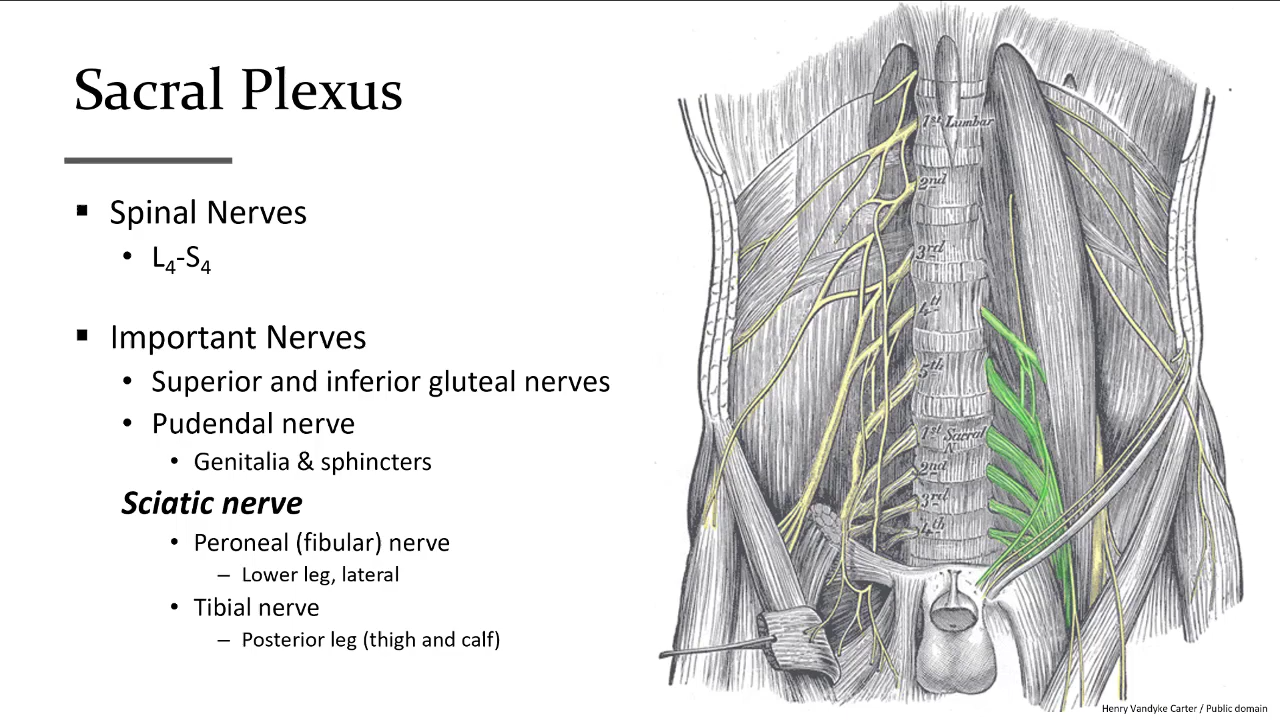 Sacral Plexus
▪ Spinal Nerves
• L₄-S₄
▪ Important Nerves
• Superior and inferior gluteal nerves
• Pudendal nerve
• Genitalia & sphincters
Sciatic nerve
• Peroneal (fibular) nerve
– Lower leg, lateral
• Tibial nerve
– Posterior leg (thigh and calf)
1st Lumbar
2nd
3rd
4th
5th
1st Sacral
N
2nd
3rd
4th
Henry Vandyke Carter / Public domain